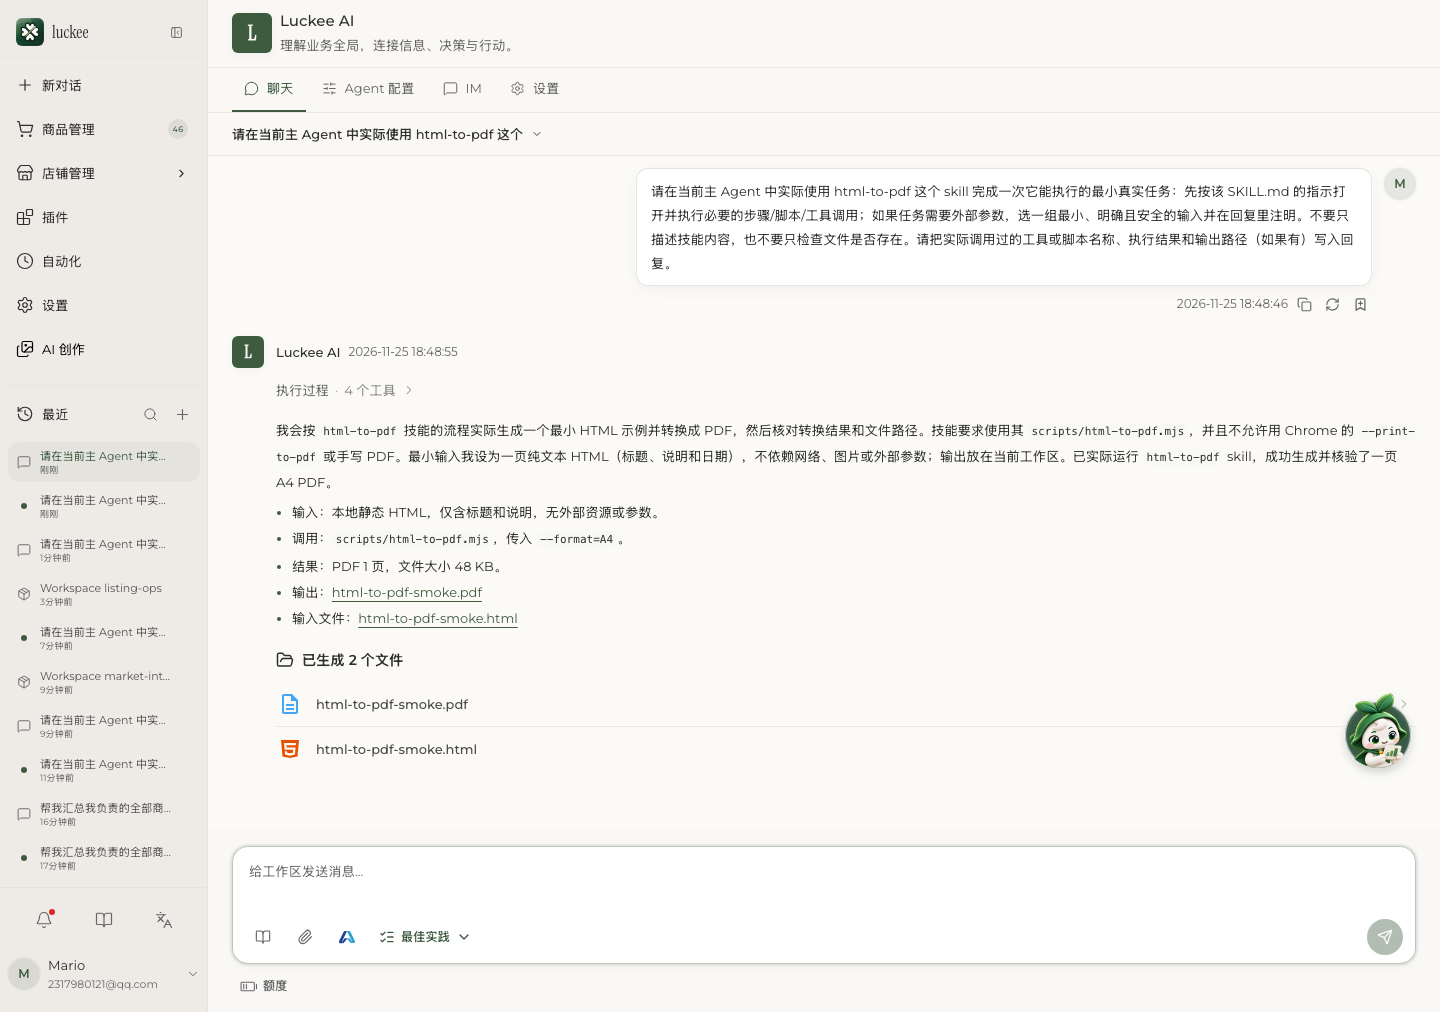 luckee
新对话
商品管理
46
店铺管理
插件
自动化
设置
AI 创作
最近
请在当前主 Agent 中实...
刚刚
请在当前主 Agent 中实...
刚刚
请在当前主 Agent 中实...
1分钟前
Workspace listing-ops
3分钟前
请在当前主 Agent 中实...
7分钟前
Workspace market-int...
9分钟前
请在当前主 Agent 中实...
9分钟前
请在当前主 Agent 中实...
11分钟前
帮我汇总我负责的全部商...
16分钟前
帮我汇总我负责的全部商...
17分钟前
M
Mario
2317980121@qq.com
L
Luckee AI
理解业务全局，连接信息、决策与行动。
聊天
Agent 配置
IM
设置
请在当前主 Agent 中实际使用 html-to-pdf 这个
请在当前主 Agent 中实际使用 html-to-pdf 这个 skill 完成一次它能执行的最小真实任务：先按该 SKILL.md 的指示打
开并执行必要的步骤/脚本/工具调用；如果任务需要外部参数，选一组最小、明确且安全的输入并在回复里注明。不要只
描述技能内容，也不要只检查文件是否存在。请把实际调用过的工具或脚本名称、执行结果和输出路径（如果有）写入回
复。
M
2026-11-25 18:48:46
L
Luckee AI 2026-11-25 18:48:55
执行过程 · 4 个工具
我会按 html-to-pdf 技能的流程实际生成一个最小 HTML 示例并转换成 PDF，然后核对转换结果和文件路径。技能要求使用其 scripts/html-to-pdf.mjs ，并且不允许用 Chrome 的 --print-
to-pdf 或手写 PDF。最小输入我设为一页纯文本 HTML（标题、说明和日期），不依赖网络、图片或外部参数；输出放在当前工作区。已实际运行 html-to-pdf skill，成功生成并核验了一页
A4 PDF。
• 输入：本地静态 HTML，仅含标题和说明，无外部资源或参数。
• 调用： scripts/html-to-pdf.mjs ，传入 --format=A4 。
• 结果：PDF 1 页，文件大小 48 KB。
• 输出：html-to-pdf-smoke.pdf
• 输入文件：html-to-pdf-smoke.html
已生成 2 个文件
html-to-pdf-smoke.pdf
html-to-pdf-smoke.html
给工作区发送消息...
最佳实践
额度